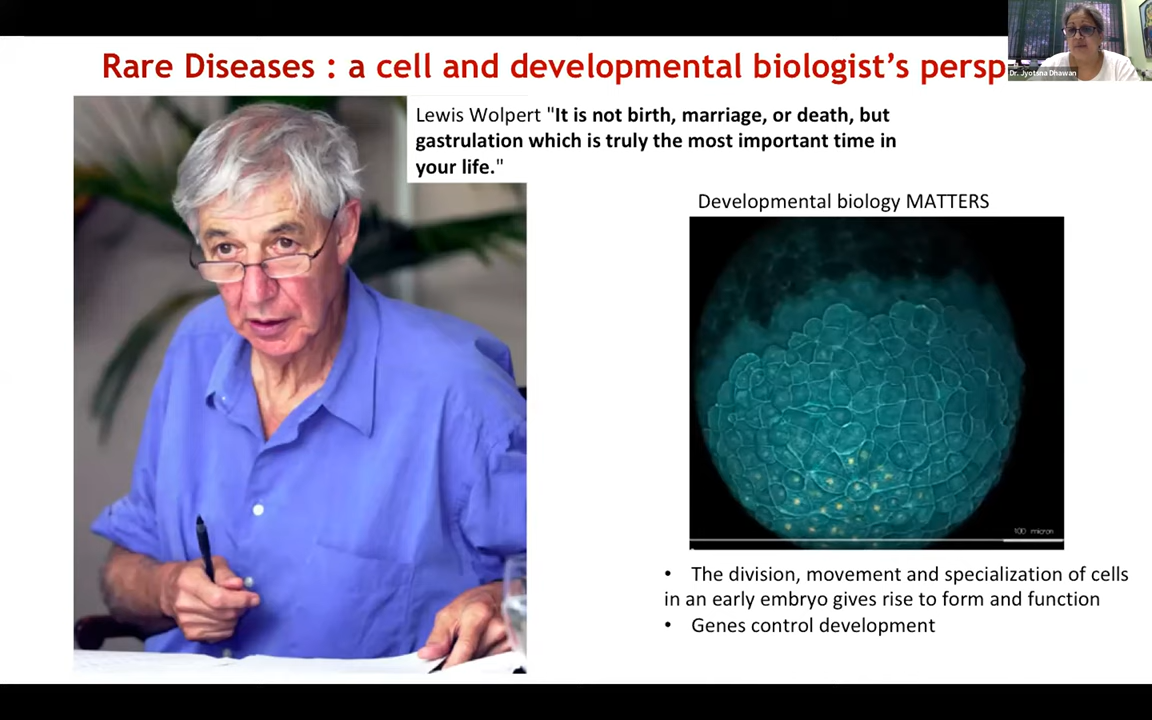 Rare Diseases : a cell and developmental biologist's persp
Dr. Jyotsna Dhawan
Lewis Wolpert "It is not birth, marriage, or death, but
gastrulation which is truly the most important time in
your life."
Developmental biology MATTERS
100 micron
• The division, movement and specialization of cells
in an early embryo gives rise to form and function
• Genes control development